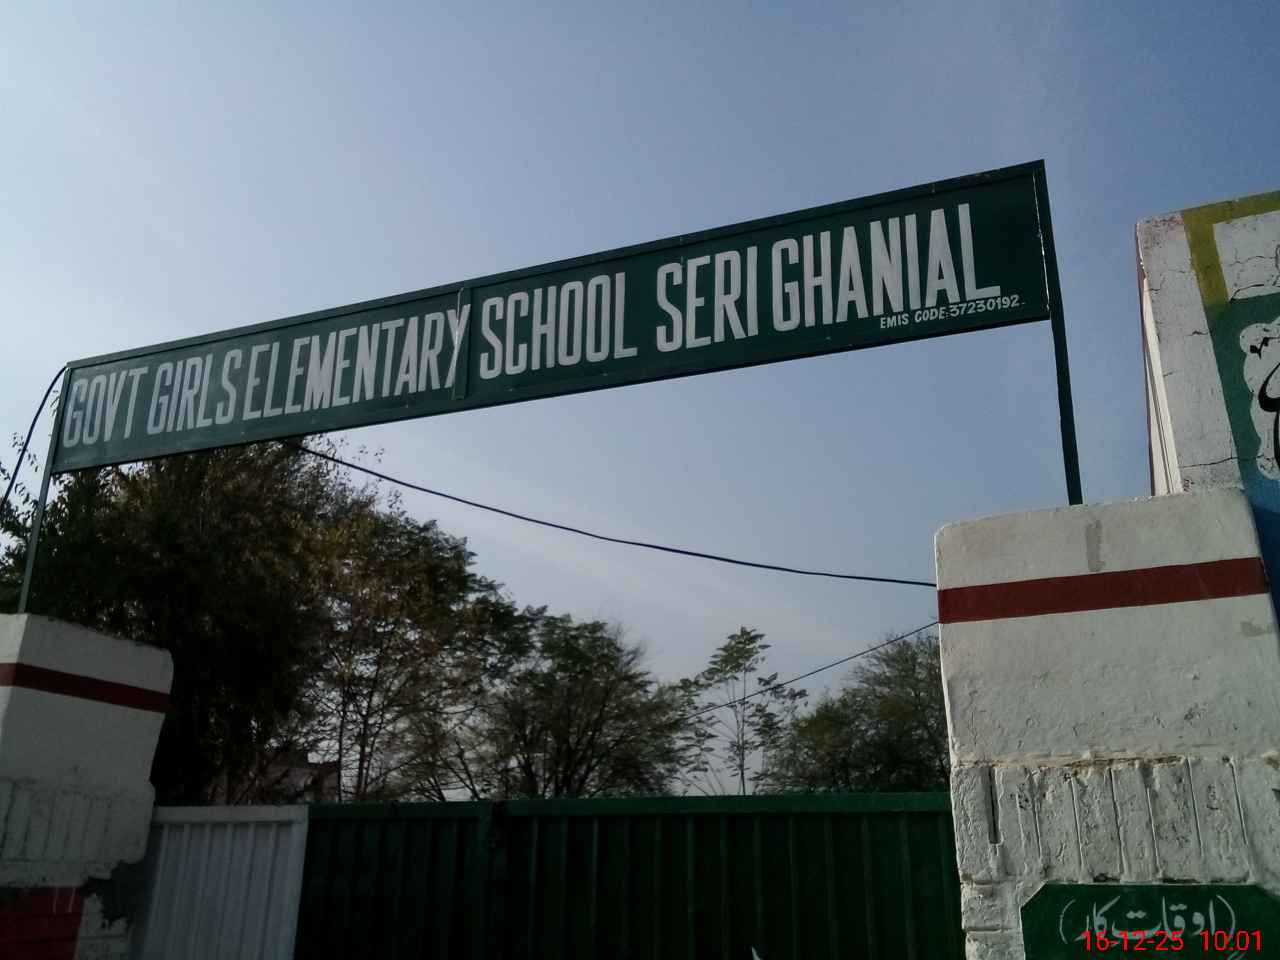 GOVT GIRLS ELEMENTARY SCHOOL SERI GHANIAL
EMIS CODE:37230192
(اوقات کار)
16-12-25 10:01